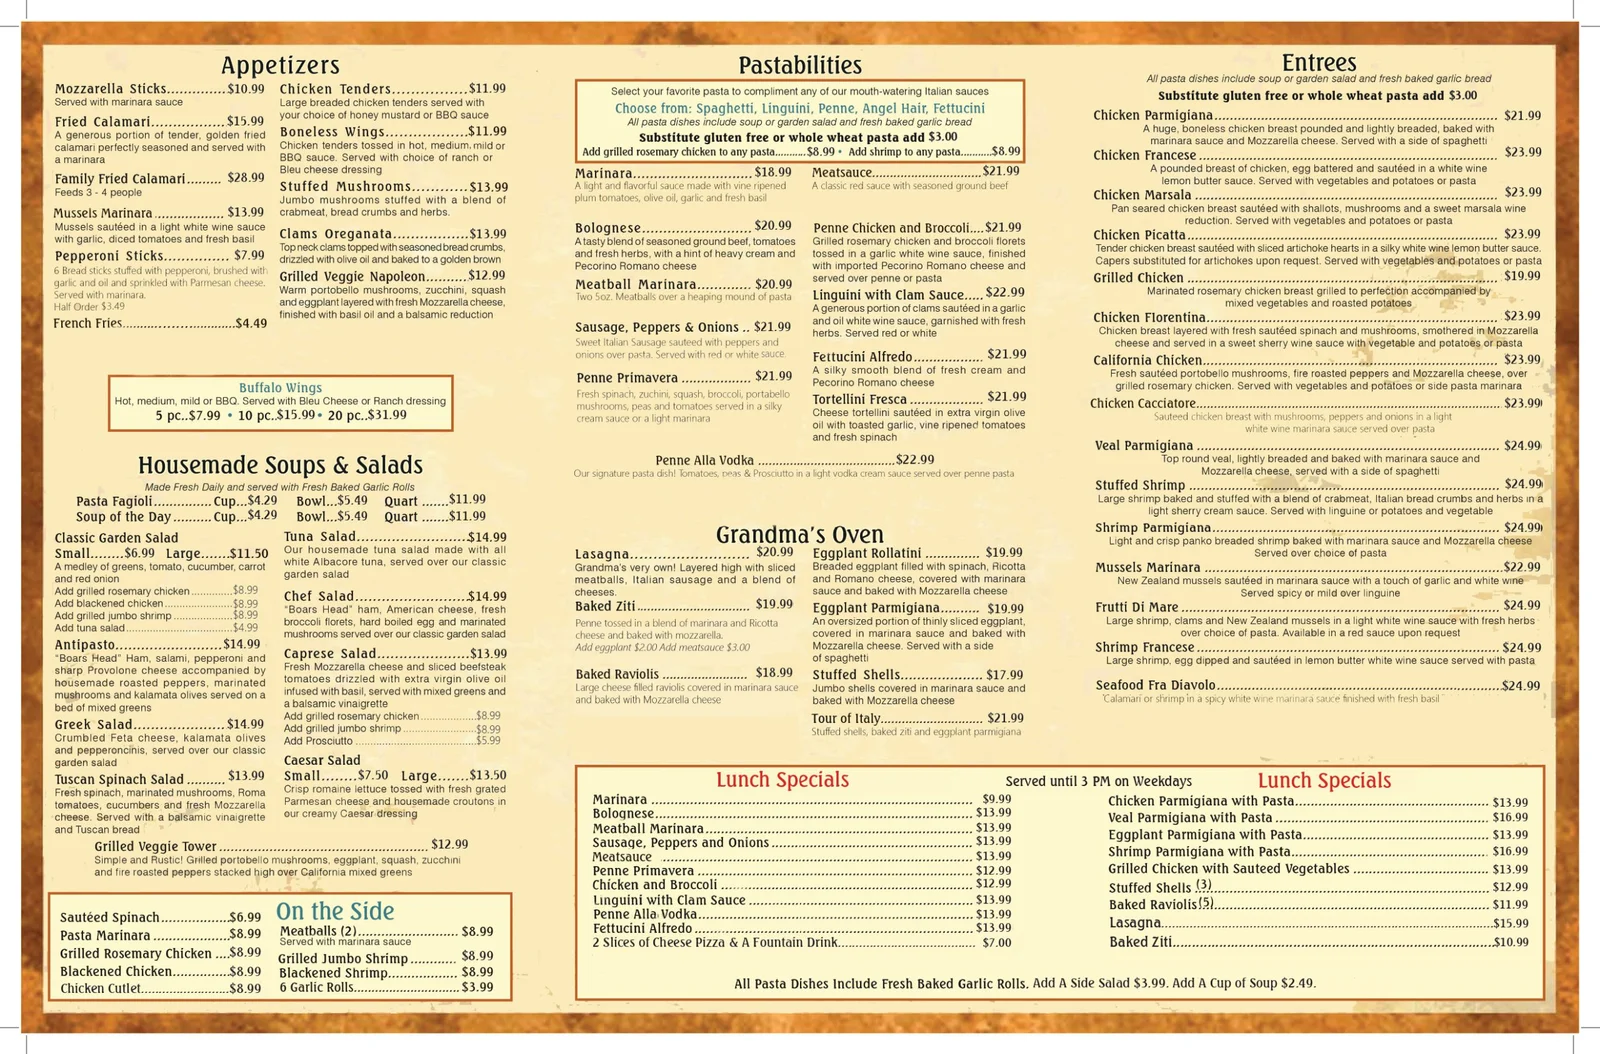 Appetizers
Mozzarella Sticks..............$10.99
Served with marinara sauce
Fried Calamari.................$15.99
A generous portion of tender, golden fried
calamari perfectly seasoned and served with
a marinara
Family Fried Calamari........ $28.99
Feeds 3 - 4 people
Mussels Marinara ................ $13.99
Mussels sautéed in a light white wine sauce
with garlic, diced tomatoes and fresh basil
Pepperoni Sticks............... $7.99
6 Bread sticks stuffed with pepperoni, brushed with
garlic and oil and sprinkled with Parmesan cheese.
Served with marinara.
Half Order $3.49
French Fries...............................$4.49
Chicken Tenders................$11.99
Large breaded chicken tenders served with
your choice of honey mustard or BBQ sauce
Boneless Wings..................$11.99
Chicken tenders tossed in hot, medium, mild or
BBQ sauce. Served with choice of ranch or
Bleu cheese dressing
Stuffed Mushrooms.............$13.99
Jumbo mushrooms stuffed with a blend of
crabmeat, bread crumbs and herbs.
Clams Oreganata................$13.99
Top neck clams topped with seasoned bread crumbs,
drizzled with olive oil and baked to a golden brown
Grilled Veggie Napoleon..........$12.99
Warm portobello mushrooms, zucchini, squash
and eggplant layered with fresh Mozzarella cheese,
finished with basil oil and a balsamic reduction
Buffalo Wings
Hot, medium, mild or BBQ. Served with Bleu Cheese or Ranch dressing
5 pc..$7.99 • 10 pc.$15.99 • 20 pc..$31.99
Housemade Soups & Salads
Made Fresh Daily and served with Fresh Baked Garlic Rolls
Pasta Fagioli.............. Cup...$4.29 Bowl...$5.49 Quart ......$11.99
Soup of the Day .......... Cup...$4.29 Bowl...$5.49 Quart ......$11.99
Classic Garden Salad
Small.......$6.99 Large.......$11.50
A medley of greens, tomato, cucumber, carrot
and red onion
Add grilled rosemary chicken ................$8.99
Add blackened chicken ........................$8.99
Add grilled jumbo shrimp .....................$8.99
Add tuna salad...................................$4.99
Antipasto..........................$14.99
"Boars Head" Ham, salami, pepperoni and
sharp Provolone cheese accompanied by
housemade roasted peppers, marinated
mushrooms and kalamata olives served on a
bed of mixed greens
Greek Salad......................$14.99
Crumbled Feta cheese, kalamata olives
and pepperoncinis, served over our classic
garden salad
Tuscan Spinach Salad ......... $13.99
Fresh spinach, marinated mushrooms, Roma
tomatoes, cucumbers and fresh Mozzarella
cheese. Served with a balsamic vinaigrette
and Tuscan bread
Tuna Salad..........................$14.99
Our housemade tuna salad made with all
white Albacore tuna, served over our classic
garden salad
Chef Salad..........................$14.99
"Boars Head" ham, American cheese, fresh
broccoli florets, hard boiled egg and marinated
mushrooms served over our classic garden salad
Caprese Salad.....................$13.99
Fresh Mozzarella cheese and sliced beefsteak
tomatoes drizzled with extra virgin olive oil
infused with basil, served with mixed greens and
a balsamic vinaigrette
Add grilled rosemary chicken ....................$8.99
Add grilled jumbo shrimp ..........................$8.99
Add Prosciutto .........................................$5.99
Caesar Salad
Small.......$7.50 Large......$13.50
Crisp romaine lettuce tossed with fresh grated
Parmesan cheese and housemade croutons in
our creamy Caesar dressing
Grilled Veggie Tower ........................................................ $12.99
Simple and Rustic! Grilled portobello mushrooms, eggplant, squash, zucchini
and fire roasted peppers stacked high over California mixed greens
On the Side
Sautéed Spinach..................$6.99
Pasta Marinara ................... $8.99
Grilled Rosemary Chicken ....$8.99
Blackened Chicken...............$8.99
Chicken Cutlet.......................$8.99
Meatballs (2).......................... $8.99
Served with marinara sauce
Grilled Jumbo Shrimp ............ $8.99
Blackened Shrimp.................. $8.99
6 Garlic Rolls........................... $3.99
Pastabilities
Select your favorite pasta to compliment any of our mouth-watering Italian sauces
Choose from: Spaghetti, Linguini, Penne, Angel Hair, Fettucini
All pasta dishes include soup or garden salad and fresh baked garlic bread
Substitute gluten free or whole wheat pasta add $3.00
Add grilled rosemary chicken to any pasta...........$8.99 • Add shrimp to any pasta...........$8.99
Marinara................................ $18.99
A light and flavorful sauce made with vine ripened
plum tomatoes, olive oil, garlic and fresh basil
Bolognese............................. $20.99
A tasty blend of seasoned ground beef, tomatoes
and fresh herbs, with a hint of heavy cream and
Pecorino Romano cheese
Meatball Marinara.............. $20.99
Two 5oz. Meatballs over a heaping mound of pasta
Sausage, Peppers & Onions .. $21.99
Sweet Italian Sausage sauteed with peppers and
onions over pasta. Served with red or white sauce.
Penne Primavera ................. $21.99
Fresh spinach, zuchini, squash, broccoli, portabello
mushrooms, peas and tomatoes served in a silky
cream sauce or a light marinara
Meatsauce............................$21.99
A classic red sauce with seasoned ground beef
Penne Chicken and Broccoli....$21.99
Grilled rosemary chicken and broccoli florets
tossed in a garlic white wine sauce, finished
with imported Pecorino Romano cheese and
served over penne or pasta
Linguini with Clam Sauce..... $22.99
A generous portion of clams sautéed in a garlic
and oil white wine sauce, garnished with fresh
herbs. Served red or white
Fettucini Alfredo................. $21.99
A silky smooth blend of fresh cream and
Pecorino Romano cheese
Tortellini Fresca ................... $21.99
Cheese tortellini sautéed in extra virgin olive
oil with toasted garlic, vine ripened tomatoes
and fresh spinach
Penne Alla Vodka ...................................$22.99
Our signature pasta dish! Tomatoes, peas & Prosciutto in a light vodka cream sauce served over penne pasta
Grandma's Oven
Lasagna............................... $20.99
Grandma's very own! Layered high with sliced
meatballs, Italian sausage and a blend of
cheeses.
Baked Ziti............................ $19.99
Penne tossed in a blend of marinara and Ricotta
cheese and baked with mozzarella.
Add eggplant $2.00 Add meatsauce $3.00
Baked Raviolis ..................... $18.99
Large cheese filled raviolis covered in marinara sauce
and baked with Mozzarella cheese
Eggplant Rollatini .............. $19.99
Breaded eggplant filled with spinach, Ricotta
and Romano cheese, covered with marinara
sauce and baked with Mozzarella cheese
Eggplant Parmigiana.......... $19.99
An oversized portion of thinly sliced eggplant,
covered in marinara sauce and baked with
Mozzarella cheese. Served with a side
of spaghetti
Stuffed Shells......................$17.99
Jumbo shells covered in marinara sauce and
baked with Mozzarella cheese
Tour of Italy......................... $21.99
Stuffed shells, baked ziti and eggplant parmigiana
Entrees
All pasta dishes include soup or garden salad and fresh baked garlic bread
Substitute gluten free or whole wheat pasta add $3.00
Chicken Parmigiana ........................................................ $21.99
A huge, boneless chicken breast pounded and lightly breaded, baked with
marinara sauce and Mozzarella Cheese. Served with a side of spaghetti
Chicken Francese ........................................................... $23.99
A pounded breast of chicken, egg battered and sautéed in a white wine
lemon butter sauce. Served with vegetables and potatoes or pasta
Chicken Marsala ............................................................ $23.99
Pan seared chicken breast sautéed with shallots, mushrooms and a sweet marsala wine
reduction. Served with vegetables and potatoes or pasta
Chicken Picatta ............................................................. $23.99
Tender chicken breast sautéed with sliced artichoke hearts in a silky white wine lemon butter sauce.
Capers substituted for artichokes upon request. Served with vegetables and potatoes or pasta
Grilled Chicken .............................................................. $19.99
Marinated rosemary chicken breast grilled to perfection accompanied by
mixed vegetables and roasted potatoes
Chicken Florentina ......................................................... $23.99
Chicken breast layered with fresh sautéed spinach and mushrooms, smothered in Mozzarella
cheese and served in a sweet sherry wine sauce with vegetable and potatoes or pasta
California Chicken.......................................................... $23.99
Fresh sautéed portobello mushrooms, fire roasted peppers and Mozzarella cheese, over
grilled rosemary chicken. Served with vegetables and potatoes or side pasta marinara
Chicken Cacciatore......................................................... $23.99
Sauteed chicken breast with mushrooms, peppers and onions in a light
white wine marinara sauce served over pasta
Veal Parmigiana ............................................................ $24.99
Top round veal, lightly breaded and baked with marinara sauce and
Mozzarella cheese, served with a side of spaghetti
Stuffed Shrimp .............................................................. $24.99
Large shrimp baked and stuffed with a blend of crabmeat, Italian bread crumbs and herbs in a
light sherry cream sauce. Served with linguine or potatoes and vegetable
Shrimp Parmigiana......................................................... $24.99
Light and crisp panko breaded shrimp baked with marinara sauce and Mozzarella cheese
Served over choice of pasta
Mussels Marinara ........................................................... $22.99
New Zealand mussels sautéed in marinara sauce with a touch of garlic and white wine
Served spicy or mild over linguine
Frutti Di Mare ................................................................ $24.99
Large shrimp, clams and New Zealand mussels in a light white wine sauce with fresh herbs
over choice of pasta. Available in a red sauce upon request
Shrimp Francese ............................................................ $24.99
Large shrimp, egg dipped and sautéed in lemon butter white wine sauce served with pasta
Seafood Fra Diavolo........................................................$24.99
"Calamari or shrimp in a spicy white wine marinara sauce finished with fresh basil"
Lunch Specials Served until 3 PM on Weekdays Lunch Specials
Marinara ........................................................ $9.99
Bolognese....................................................... $13.99
Meatball Marinara............................................ $13.99
Sausage, Peppers and Onions ........................... $13.99
Meatsauce ..................................................... $13.99
Penne Primavera ............................................. $12.99
Chicken and Broccoli ....................................... $12.99
Linguini with Clam Sauce ................................. $13.99
Penne Alla Vodka............................................. $13.99
Fettucini Alfredo.............................................. $13.99
2 Slices of Cheese Pizza & A Fountain Drink........................ $7.00
Chicken Parmigiana with Pasta........................................ $13.99
Veal Parmigiana with Pasta ............................................ $16.99
Eggplant Parmigiana with Pasta...................................... $13.99
Shrimp Parmigiana with Pasta......................................... $16.99
Grilled Chicken with Sauteed Vegetables ......................... $13.99
Stuffed Shells (3)........................................................... $12.99
Baked Raviolis(5)........................................................... $11.99
Lasagna........................................................................$15.99
Baked Ziti.....................................................................$10.99
All Pasta Dishes Include Fresh Baked Garlic Rolls. Add A Side Salad $3.99. Add A Cup of Soup $2.49.